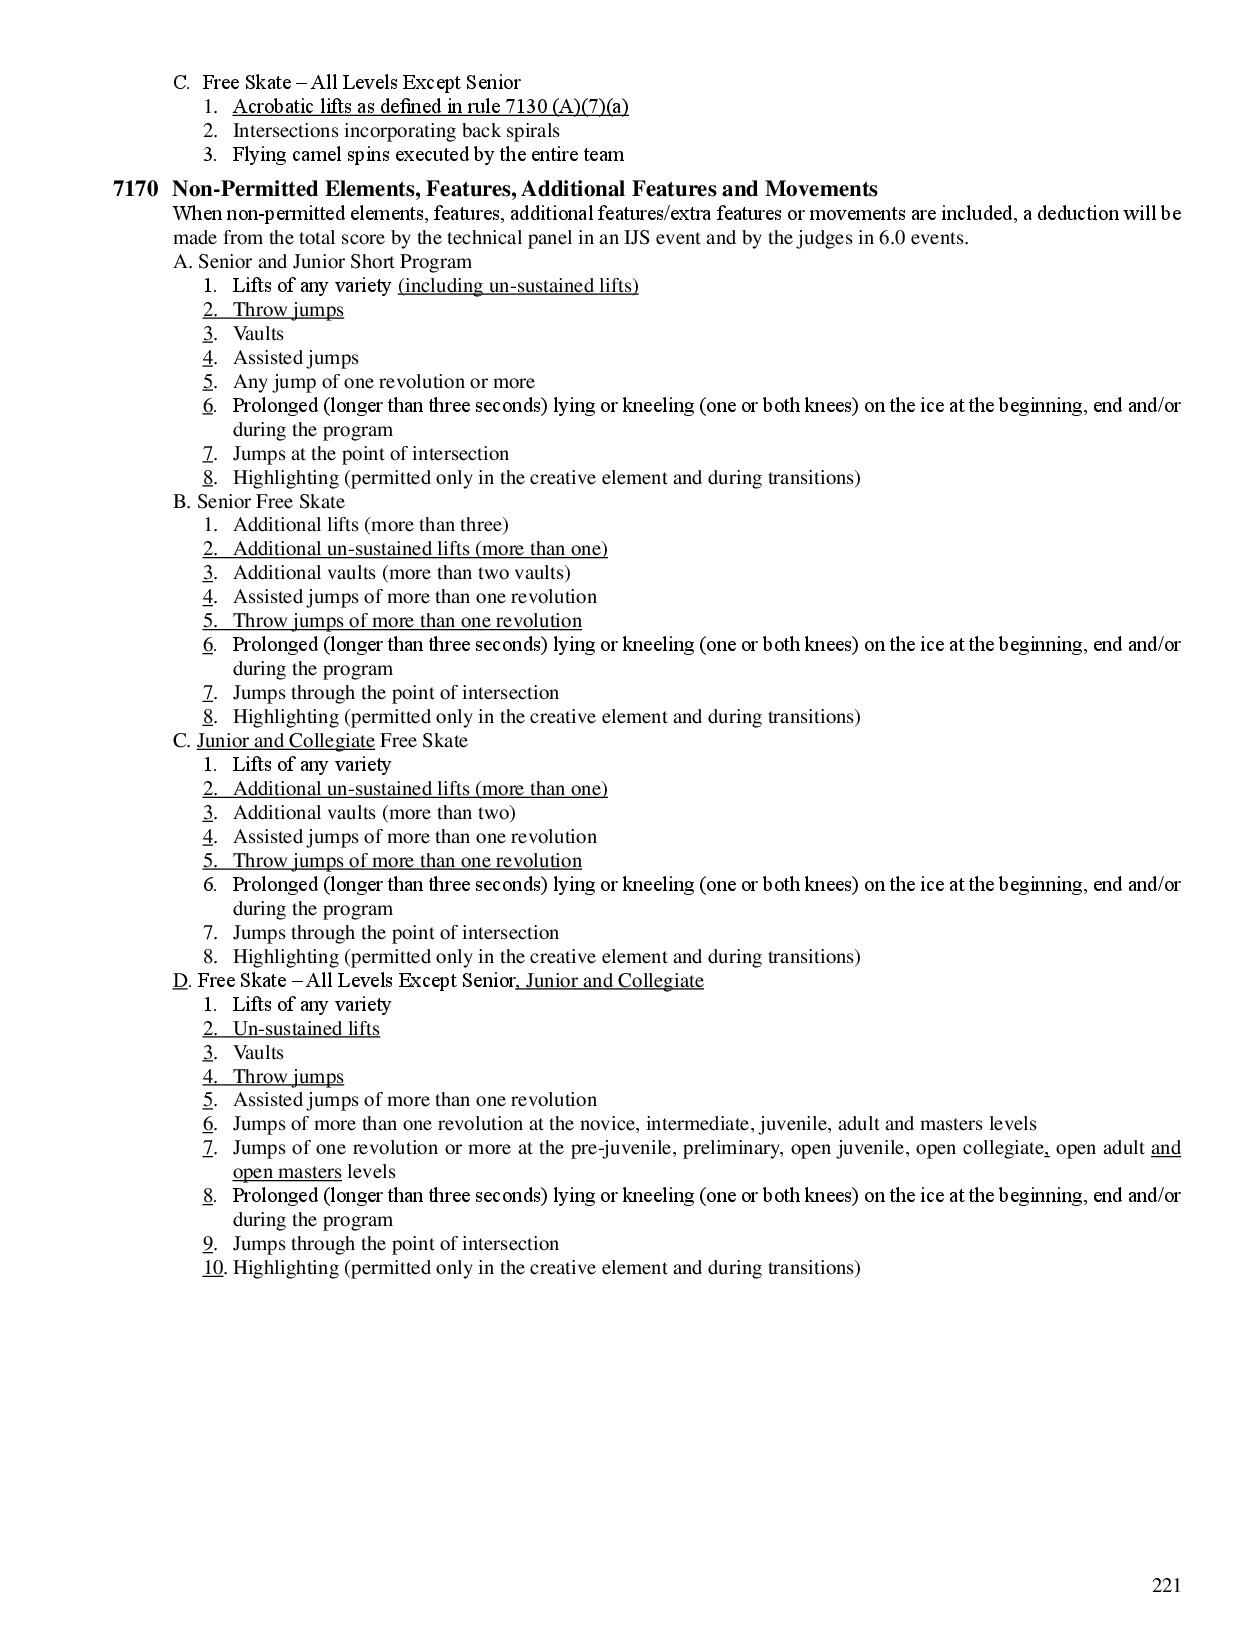 C. Free Skate – All Levels Except Senior
1. Acrobatic lifts as defined in rule 7130 (A)(7)(a)
2. Intersections incorporating back spirals
3. Flying camel spins executed by the entire team
7170 Non-Permitted Elements, Features, Additional Features and Movements
When non-permitted elements, features, additional features/extra features or movements are included, a deduction will be
made from the total score by the technical panel in an IJS event and by the judges in 6.0 events.
A. Senior and Junior Short Program
1. Lifts of any variety (including un-sustained lifts)
2. Throw jumps
3. Vaults
4. Assisted jumps
5. Any jump of one revolution or more
6. Prolonged (longer than three seconds) lying or kneeling (one or both knees) on the ice at the beginning, end and/or
during the program
7. Jumps at the point of intersection
8. Highlighting (permitted only in the creative element and during transitions)
B. Senior Free Skate
1. Additional lifts (more than three)
2. Additional un-sustained lifts (more than one)
3. Additional vaults (more than two vaults)
4. Assisted jumps of more than one revolution
5. Throw jumps of more than one revolution
6. Prolonged (longer than three seconds) lying or kneeling (one or both knees) on the ice at the beginning, end and/or
during the program
7. Jumps through the point of intersection
8. Highlighting (permitted only in the creative element and during transitions)
C. Junior and Collegiate Free Skate
1. Lifts of any variety
2. Additional un-sustained lifts (more than one)
3. Additional vaults (more than two)
4. Assisted jumps of more than one revolution
5. Throw jumps of more than one revolution
6. Prolonged (longer than three seconds) lying or kneeling (one or both knees) on the ice at the beginning, end and/or
during the program
7. Jumps through the point of intersection
8. Highlighting (permitted only in the creative element and during transitions)
D. Free Skate – All Levels Except Senior, Junior and Collegiate
1. Lifts of any variety
2. Un-sustained lifts
3. Vaults
4. Throw jumps
5. Assisted jumps of more than one revolution
6. Jumps of more than one revolution at the novice, intermediate, juvenile, adult and masters levels
7. Jumps of one revolution or more at the pre-juvenile, preliminary, open juvenile, open collegiate, open adult and
open masters levels
8. Prolonged (longer than three seconds) lying or kneeling (one or both knees) on the ice at the beginning, end and/or
during the program
9. Jumps through the point of intersection
10. Highlighting (permitted only in the creative element and during transitions)
221